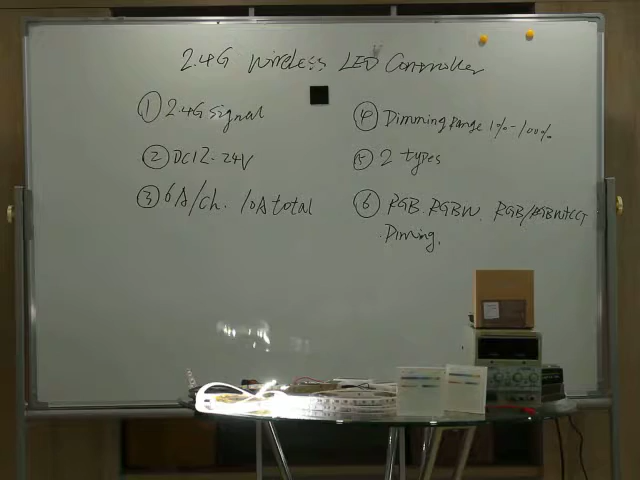 2.4G Wireless LED Controller
① 2.4G signal
② DC12-24V
③ 6A/ch. 10A total
④ Dimming Range 1%-100%
⑤ 2 types
⑥ RGB. RGBW. RGB/RGBW+CCT
Dimming.